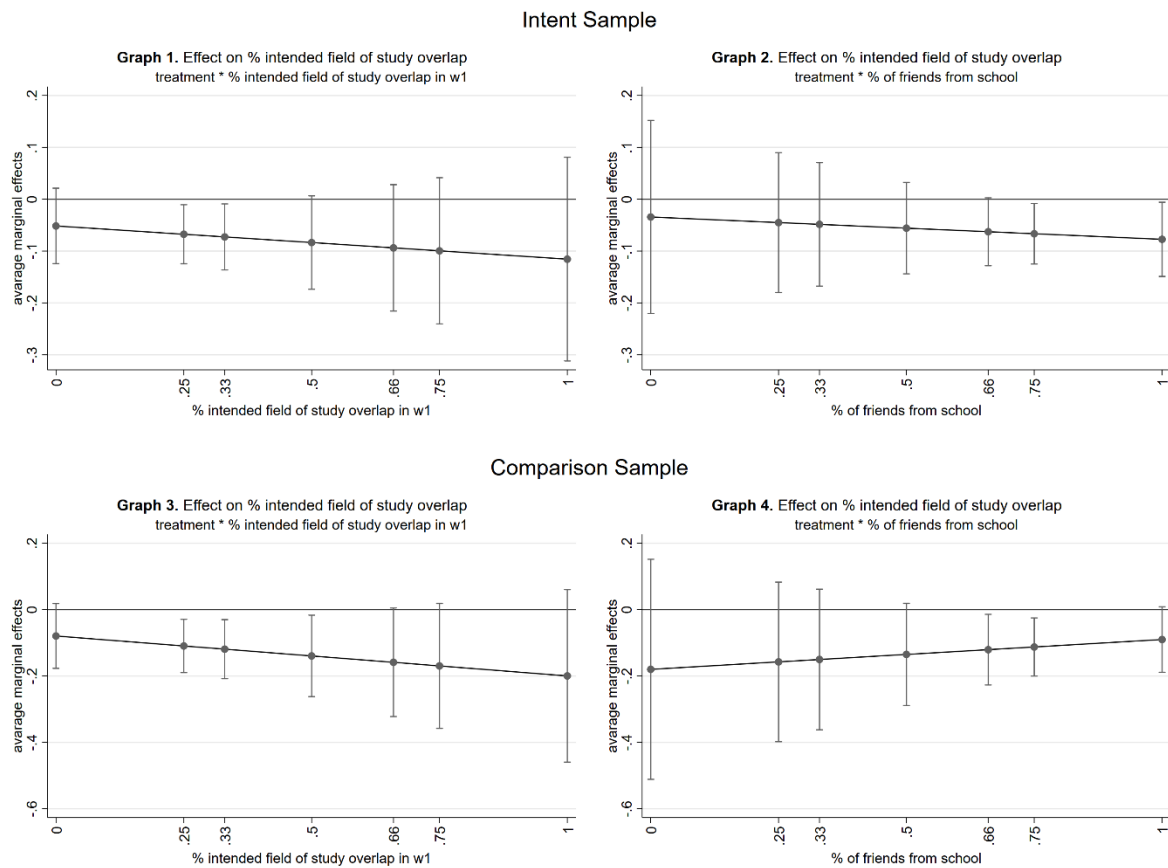 Intent Sample
Graph 1. Effect on % intended field of study overlap
treatment * % intended field of study overlap in w1
avarage marginal effects
.2
.1
0
-.1
-.2
-.3
0 .25 .33 .5 .66 .75 1
% intended field of study overlap in w1
Graph 2. Effect on % intended field of study overlap
treatment * % of friends from school
avarage marginal effects
.2
.1
0
-.1
-.2
-.3
0 .25 .33 .5 .66 .75 1
% of friends from school
Comparison Sample
Graph 3. Effect on % intended field of study overlap
treatment * % intended field of study overlap in w1
avarage marginal effects
.2
0
-.2
-.4
-.6
0 .25 .33 .5 .66 .75 1
% intended field of study overlap in w1
Graph 4. Effect on % intended field of study overlap
treatment * % of friends from school
avarage marginal effects
.2
0
-.2
-.4
-.6
0 .25 .33 .5 .66 .75 1
% of friends from school